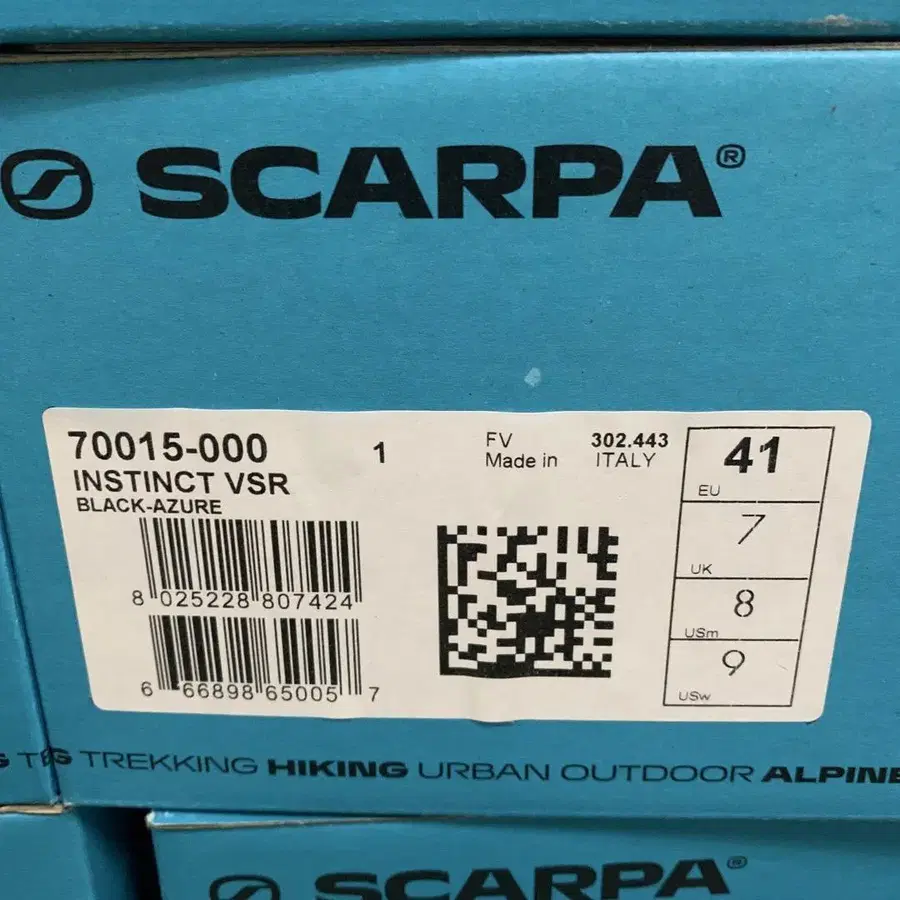 SCARPA®
70015-000
INSTINCT VSR
BLACK-AZURE
1
FV 302.443
Made in ITALY
8 025228 807424
6 66898 65005 7
41
EU
7
UK
8
USm
9
USw
TREKKING HIKING URBAN OUTDOOR ALPINE
SCARPA®